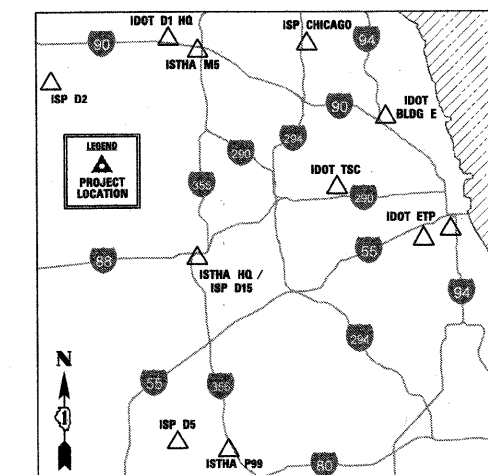 IDOT D1 HQ
ISP CHICAGO
94
90
ISTHA M5
ISP D2
90
IDOT
BLDG E
LEGEND
PROJECT
LOCATION
290
294
IDOT TSC
355
290
IDOT ETP
88
55
ISTHA HQ /
ISP D15
94
N
294
55
355
ISP D5
ISTHA P99
80